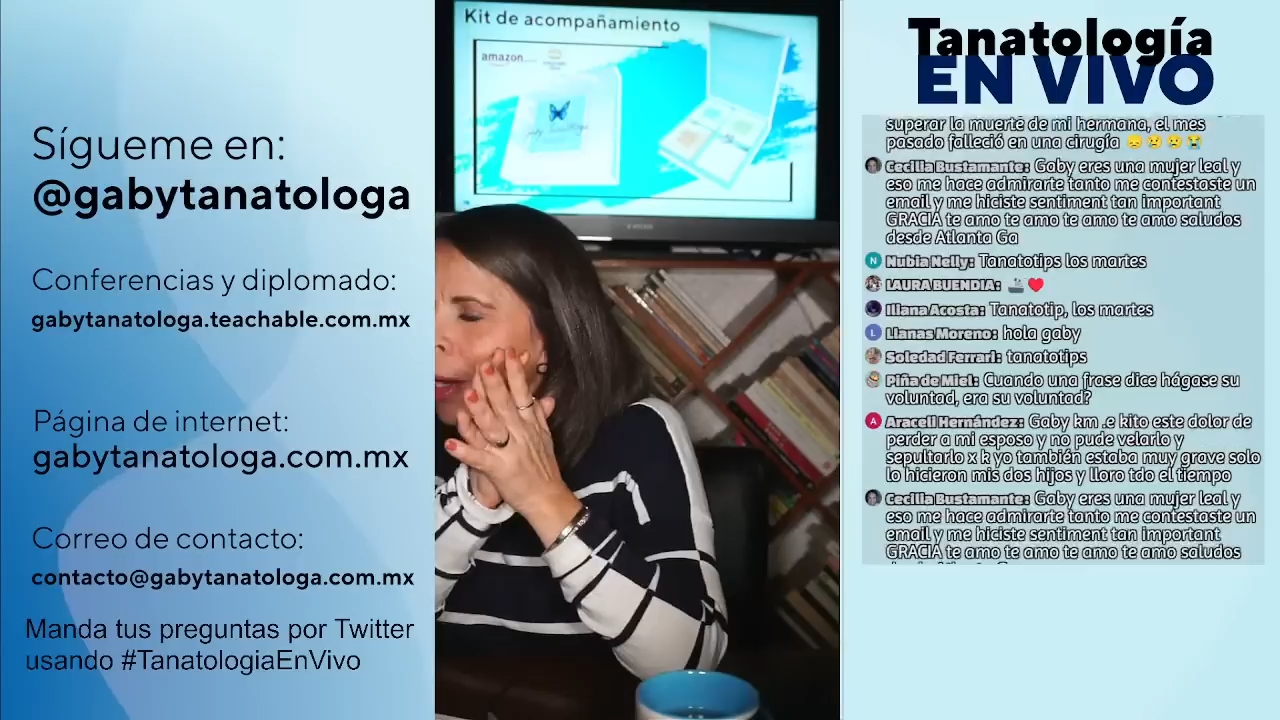 Sígueme en:
@gabytanatologa
Conferencias y diplomado:
gabytanatologa.teachable.com.mx
Página de internet:
gabytanatologa.com.mx
Correo de contacto:
contacto@gabytanatologa.com.mx
Manda tus preguntas por Twitter
usando #TanatologiaEnVivo
Kit de acompañamiento
amazon
Tanatología
EN VIVO
superar la muerte de mi hermana, el mes
pasado falleció en una cirugía 😞😢😢😭
Cecilia Bustamante: Gaby eres una mujer leal y
eso me hace admirarte tanto me contestaste un
email y me hiciste sentiment tan important
GRACIA te amo te amo te amo te amo saludos
desde Atlanta Ga
N Nubia Nelly: Tanatotips los martes
LAURA BUENDIA: 🚢❤️
Iliana Acosta: Tanatotip, los martes
L Llanas Moreno: hola gaby
Soledad Ferrari: tanatotips
Piña de Miel: Cuando una frase dice hágase su
voluntad, era su voluntad?
A Araceli Hernández: Gaby km .e kito este dolor de
perder a mi esposo y no pude velarlo y
sepultarlo x k yo también estaba muy grave solo
lo hicieron mis dos hijos y lloro tdo el tiempo
Cecilia Bustamante: Gaby eres una mujer leal y
eso me hace admirarte tanto me contestaste un
email y me hiciste sentiment tan important
GRACIA te amo te amo te amo te amo saludos